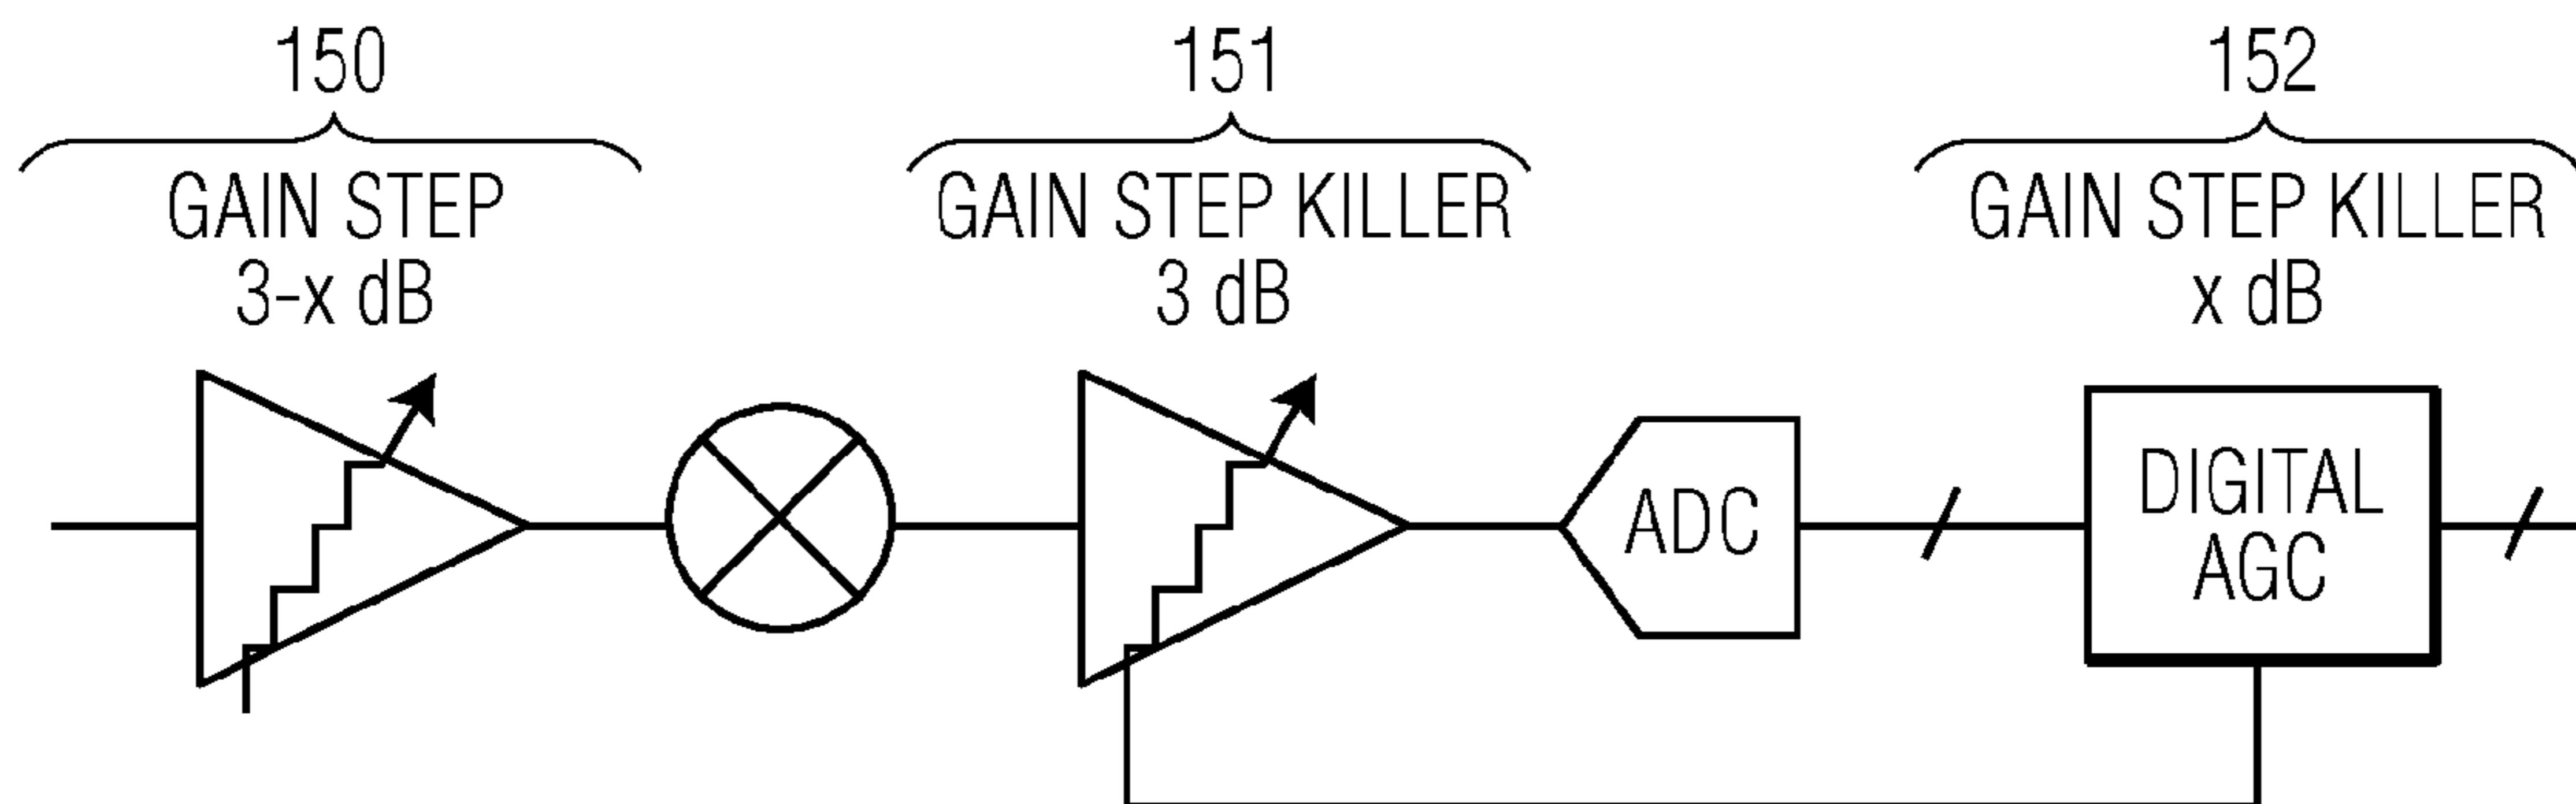 150
GAIN STEP
3-x dB
151
GAIN STEP KILLER
3 dB
152
GAIN STEP KILLER
x dB
ADC
DIGITAL
AGC